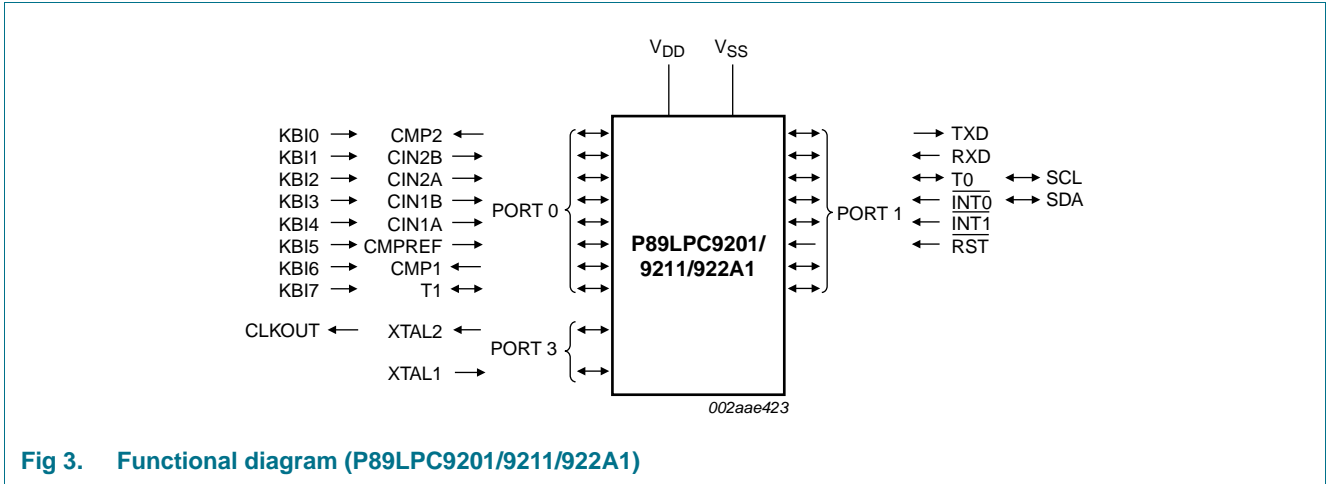 VDD VSS
KBI0 CMP2 TXD
KBI1 CIN2B RXD
KBI2 CIN2A T0 SCL
KBI3 CIN1B INT0 SDA
PORT 0 PORT 1
KBI4 CIN1A INT1
KBI5 CMPREF P89LPC9201/ RST
KBI6 CMP1 9211/922A1
KBI7 T1
CLKOUT XTAL2
PORT 3
XTAL1
002aae423
Fig 3. Functional diagram (P89LPC9201/9211/922A1)